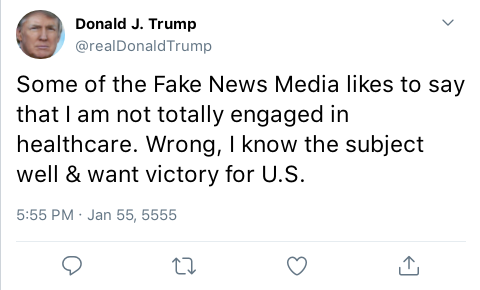 Donald J. Trump
@realDonaldTrump
Some of the Fake News Media likes to say
that I am not totally engaged in
healthcare. Wrong, I know the subject
well & want victory for U.S.
5:55 PM · Jan 55, 5555